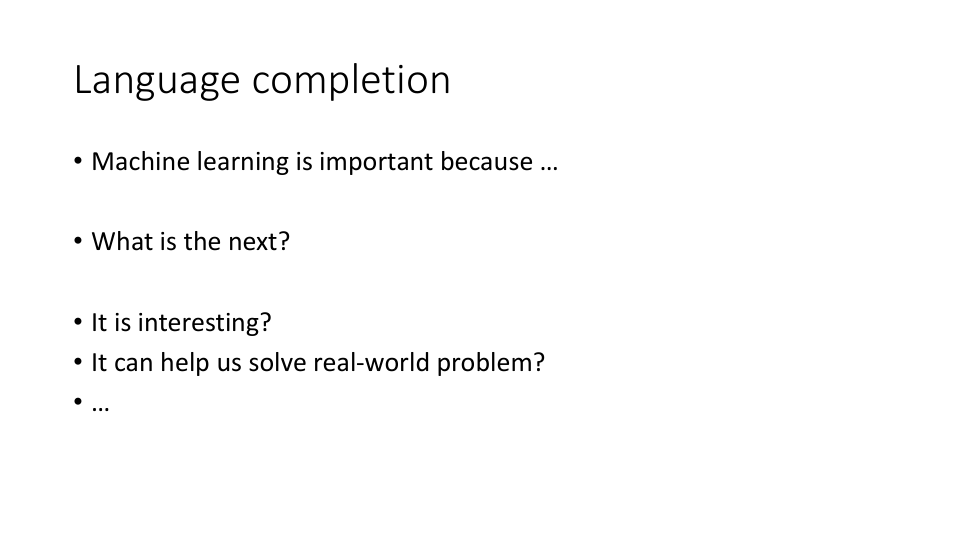 Language completion
• Machine learning is important because …
• What is the next?
• It is interesting?
• It can help us solve real-world problem?
• …